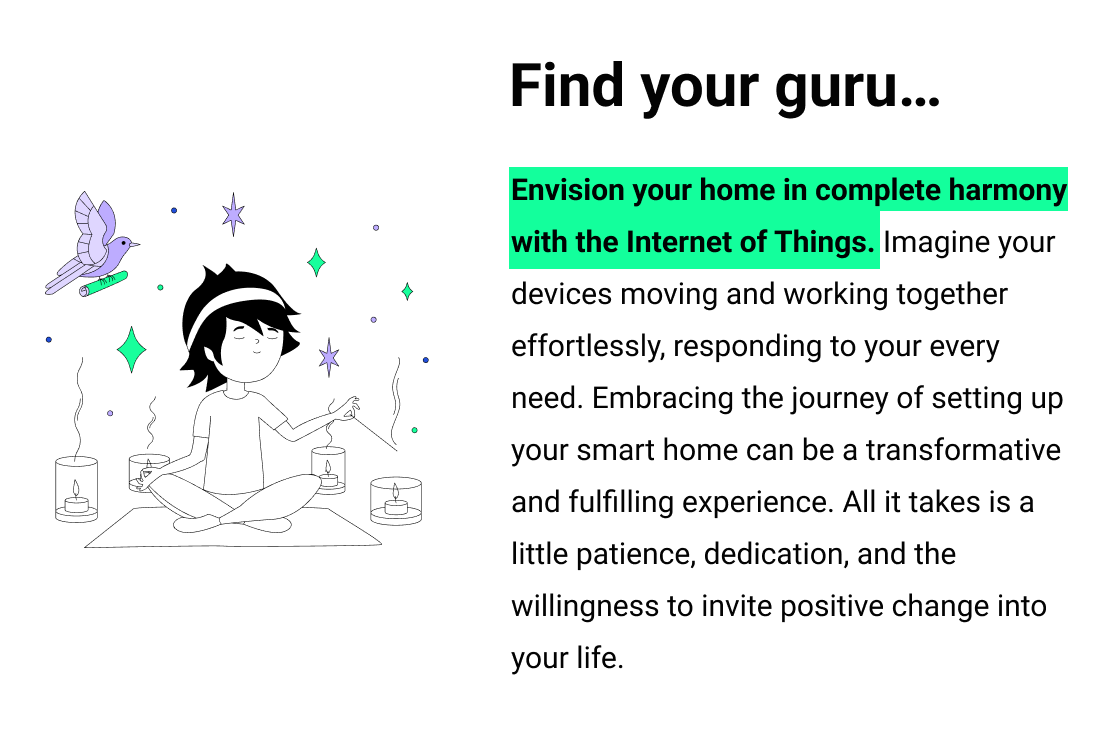 Find your guru…
Envision your home in complete harmony
with the Internet of Things. Imagine your
devices moving and working together
effortlessly, responding to your every
need. Embracing the journey of setting up
your smart home can be a transformative
and fulfilling experience. All it takes is a
little patience, dedication, and the
willingness to invite positive change into
your life.